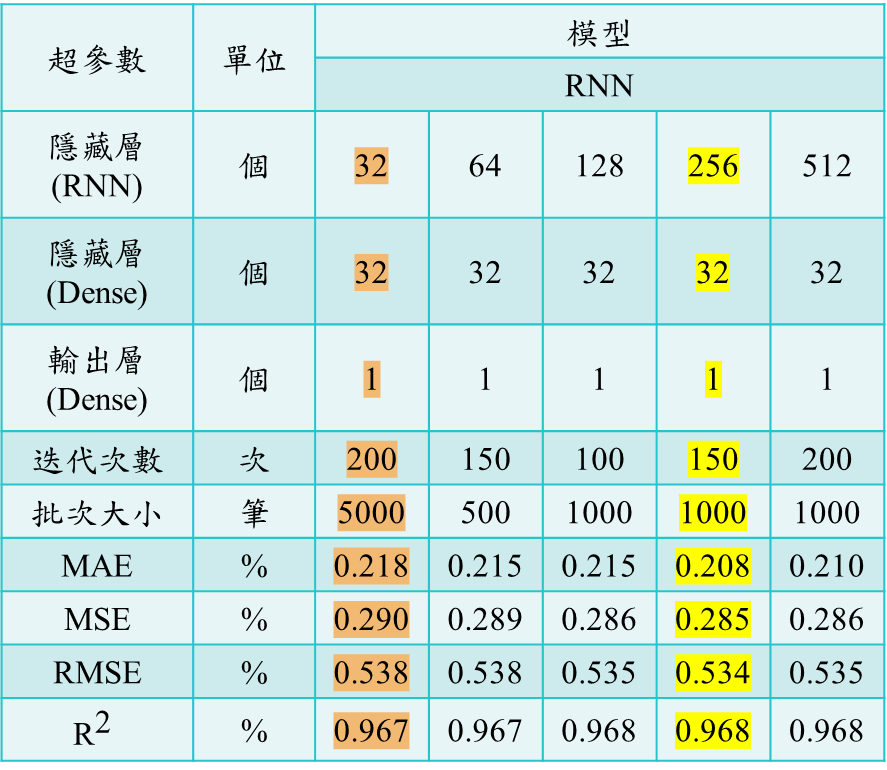 超參數 單位 模型
RNN
隱藏層
(RNN) 個 32 64 128 256 512
隱藏層
(Dense) 個 32 32 32 32 32
輸出層
(Dense) 個 1 1 1 1 1
迭代次數 次 200 150 100 150 200
批次大小 筆 5000 500 1000 1000 1000
MAE % 0.218 0.215 0.215 0.208 0.210
MSE % 0.290 0.289 0.286 0.285 0.286
RMSE % 0.538 0.538 0.535 0.534 0.535
R² % 0.967 0.967 0.968 0.968 0.968